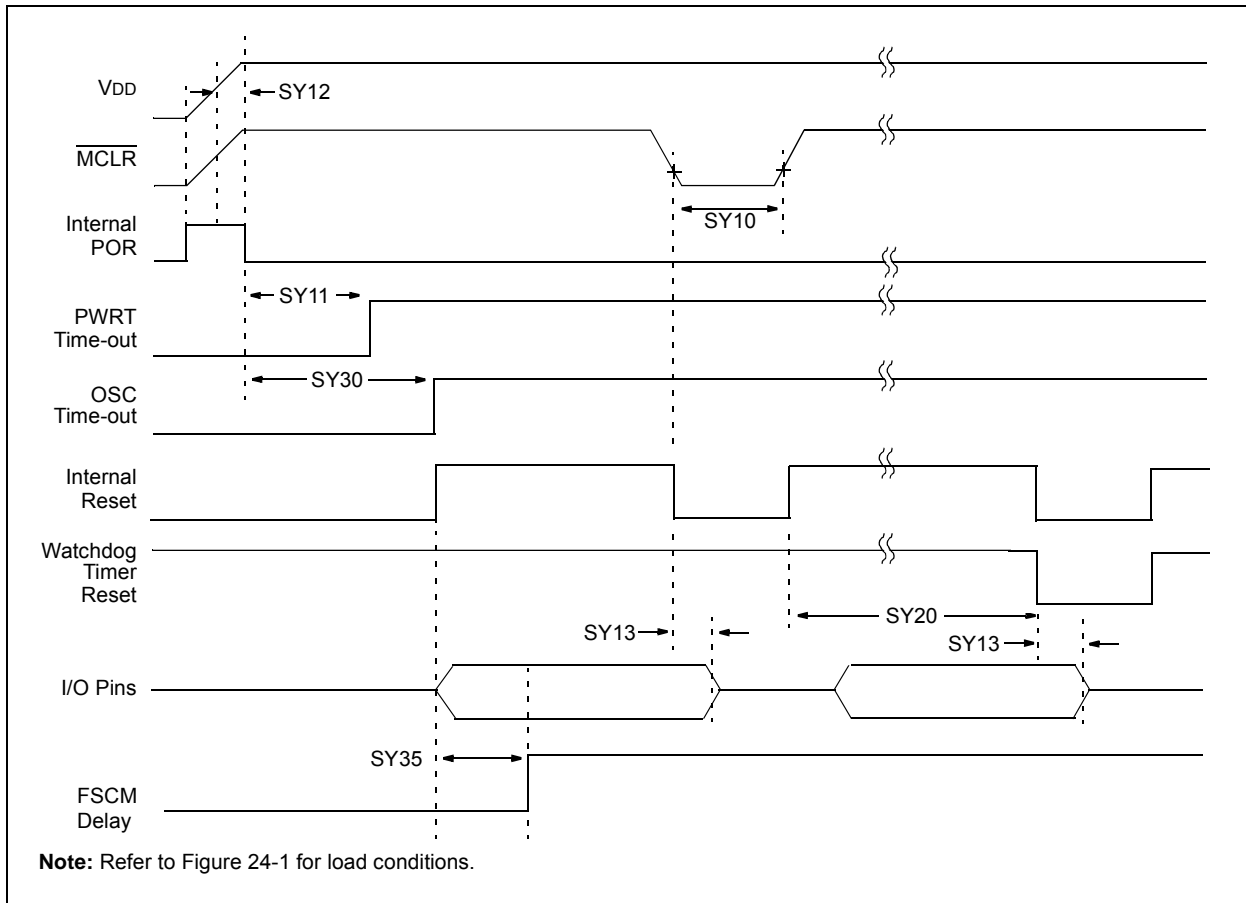 VDD
SY12
MCLR
SY10
Internal
POR
SY11
PWRT
Time-out
SY30
OSC
Time-out
Internal
Reset
Watchdog
Timer
Reset
SY20
SY13
SY13
I/O Pins
SY35
FSCM
Delay
Note: Refer to Figure 24-1 for load conditions.